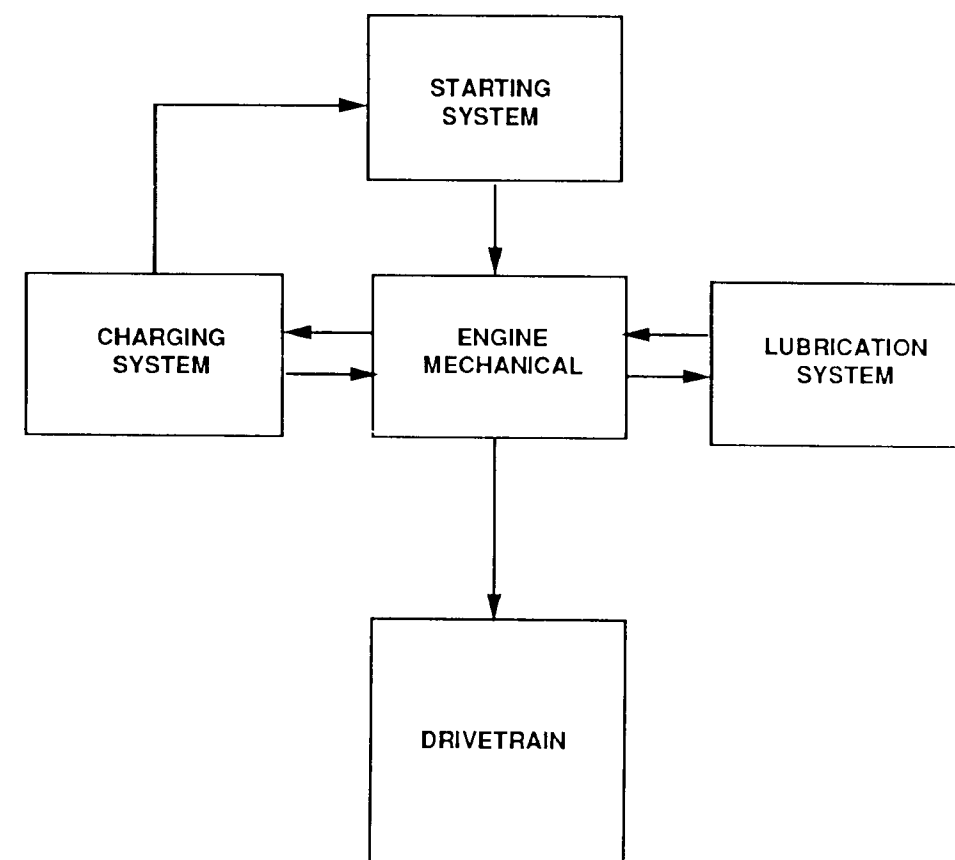 STARTING
SYSTEM
CHARGING
SYSTEM
ENGINE
MECHANICAL
LUBRICATION
SYSTEM
DRIVETRAIN